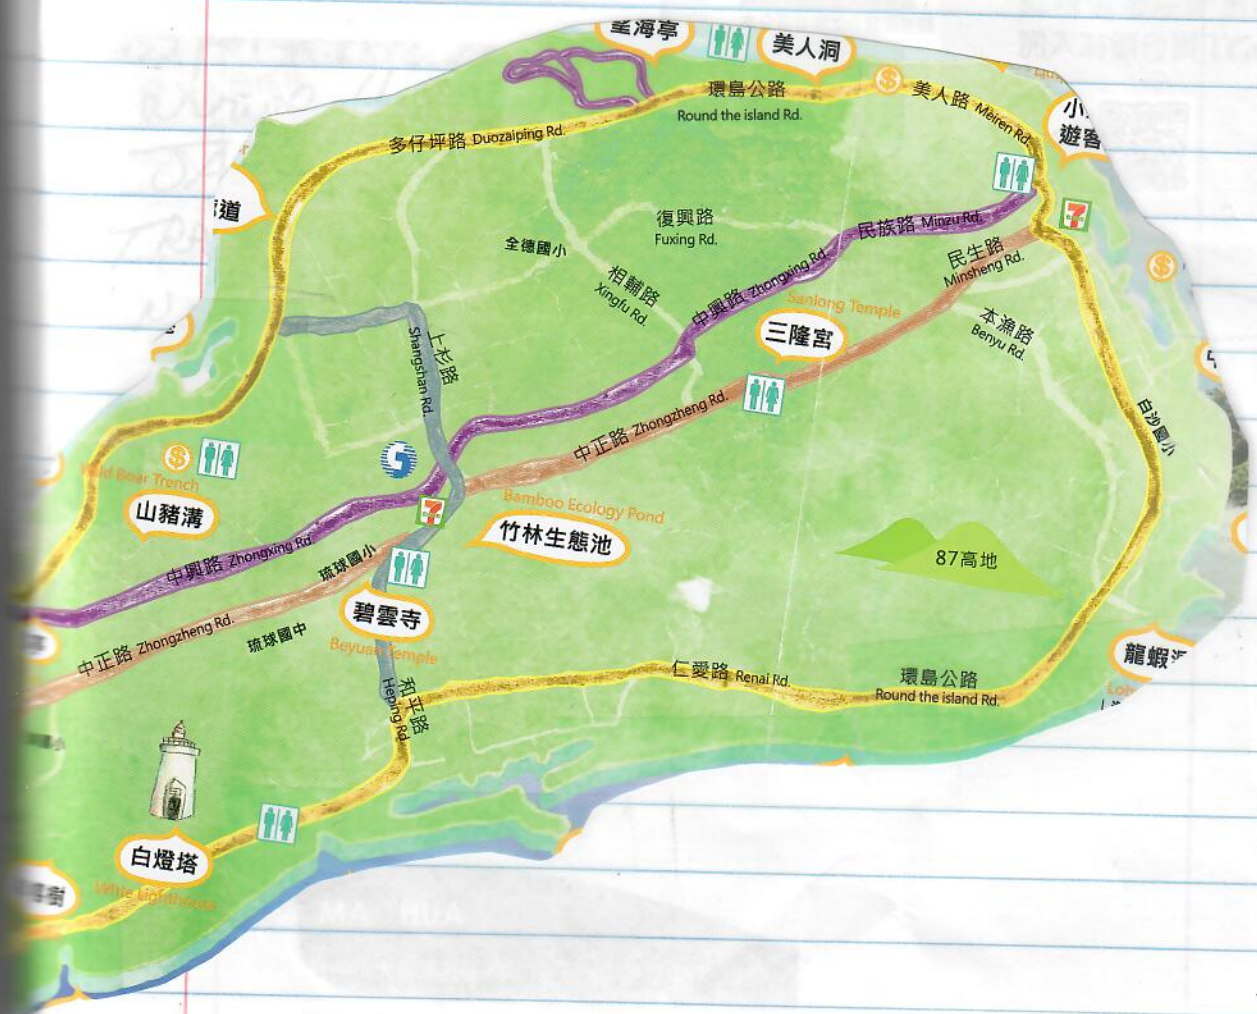 望海亭
美人洞
環島公路
Round the island Rd.
美人路 Meiren Rd.
小
遊客
多仔坪路 Duozaiping Rd.
道
復興路
Fuxing Rd.
民族路 Minzu Rd.
7
全德國小
民生路
Minsheng Rd.
相輔路
Xingfu Rd.
中興路 Zhongxing Rd.
Sanlong Temple
三隆宮
本漁路
Benyu Rd.
上杉路
Shangshan Rd.
中正路 Zhongzheng Rd.
白沙國小
Wild Boar Trench
山豬溝
7
Bamboo Ecology Pond
竹林生態池
87高地
中興路 Zhongxing Rd.
琉球國小
碧雲寺
Beyuan Temple
中正路 Zhongzheng Rd.
琉球國中
龍蝦
Lob
和平路
Heping Rd.
仁愛路 Renai Rd.
環島公路
Round the island Rd.
白燈塔
White Lighthouse
樹